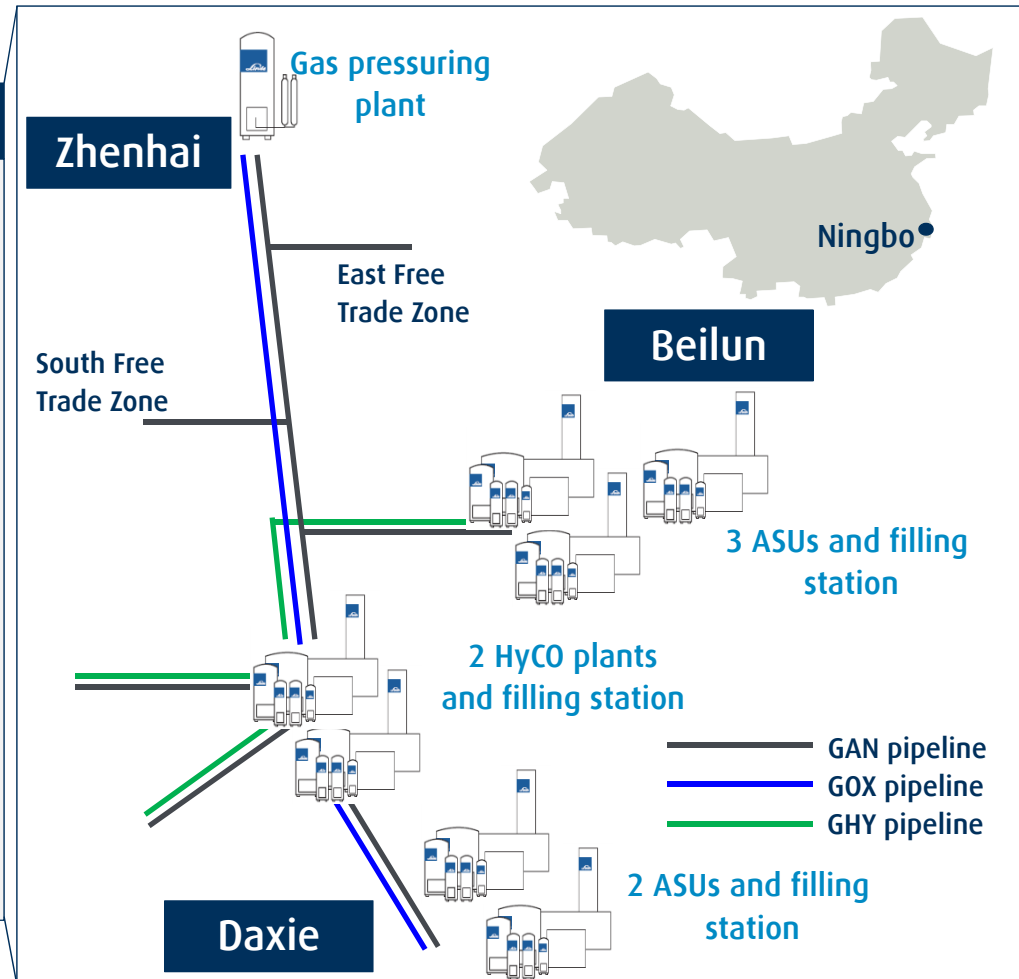 Gas pressuring
plant
Zhenhai
Ningbo
East Free
Trade Zone
Beilun
South Free
Trade Zone
3 ASUs and filling
station
2 HyCO plants
and filling station
GAN pipeline
GOX pipeline
GHY pipeline
2 ASUs and filling
station
Daxie